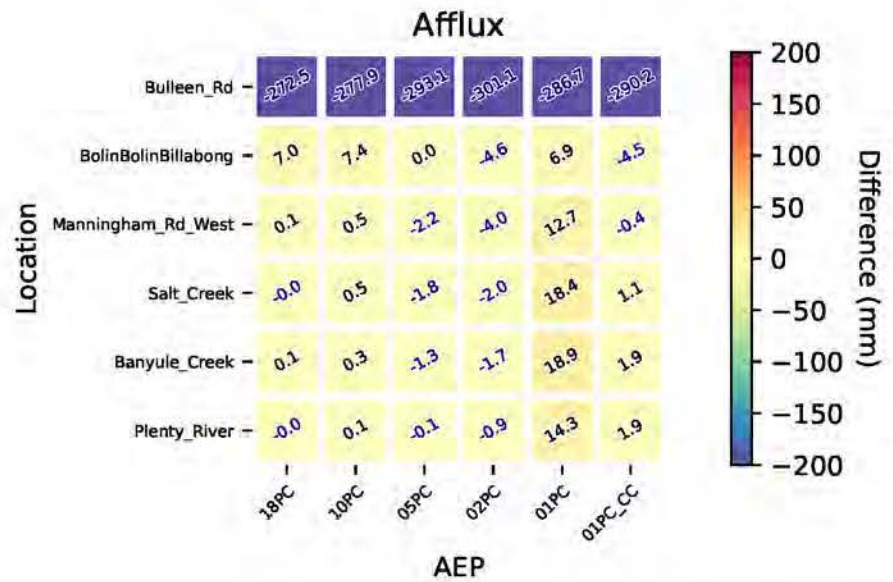 Afflux
Bulleen_Rd -272.5 -277.9 -293.1 -301.1 -286.7 -290.2
BolinBolinBillabong 7.0 7.4 0.0 -4.6 6.9 -4.5
Manningham_Rd_West 0.1 0.5 -2.2 -4.0 12.7 -0.4
Salt_Creek -0.0 0.5 -1.8 -2.0 18.4 1.1
Banyule_Creek 0.1 0.3 -1.3 -1.7 18.9 1.9
Plenty_River -0.0 0.1 -0.1 -0.9 14.3 1.9
18PC 10PC 05PC 02PC 01PC 01PC_CC
AEP
Location
200
150
100
50
0
−50
−100
−150
−200
Difference (mm)